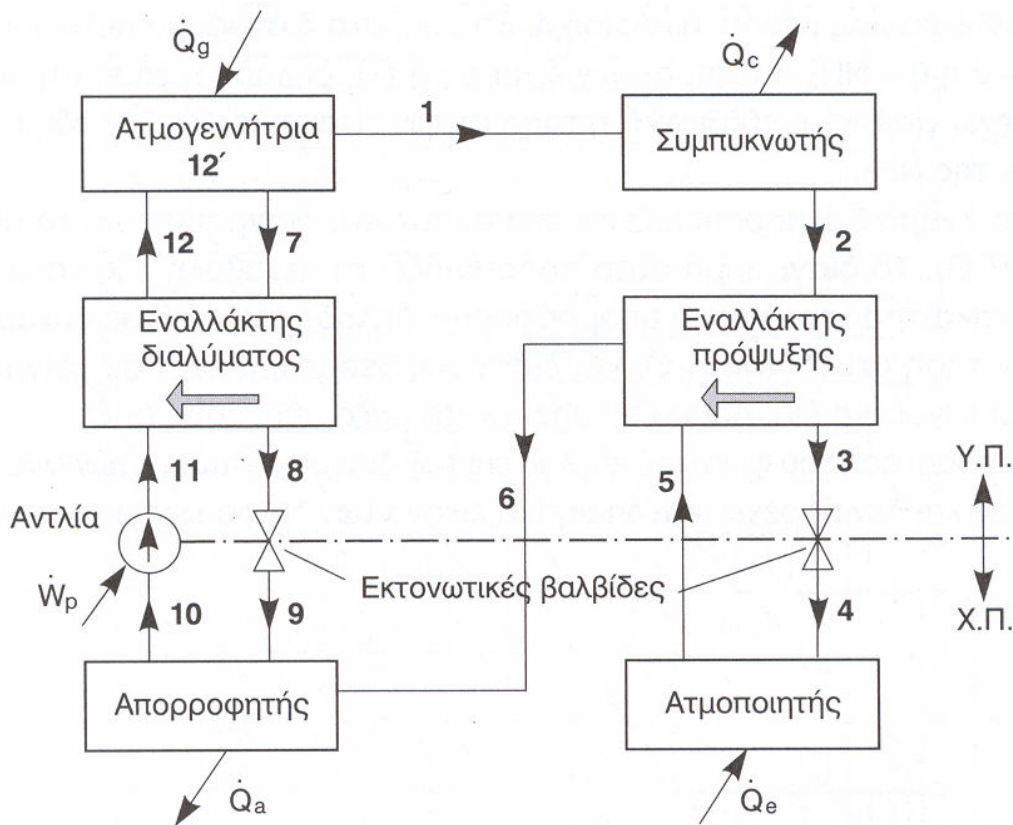 Q̇g
Q̇c
Ατμογεννήτρια
12′
1
Συμπυκνωτής
12
7
2
Εναλλάκτης
διαλύματος
Εναλλάκτης
πρόψυξης
11
8
6
5
3
Υ.Π.
Αντλία
Ẇp
Εκτονωτικές βαλβίδες
10
9
4
Χ.Π.
Απορροφητής
Ατμοποιητής
Q̇a
Q̇e